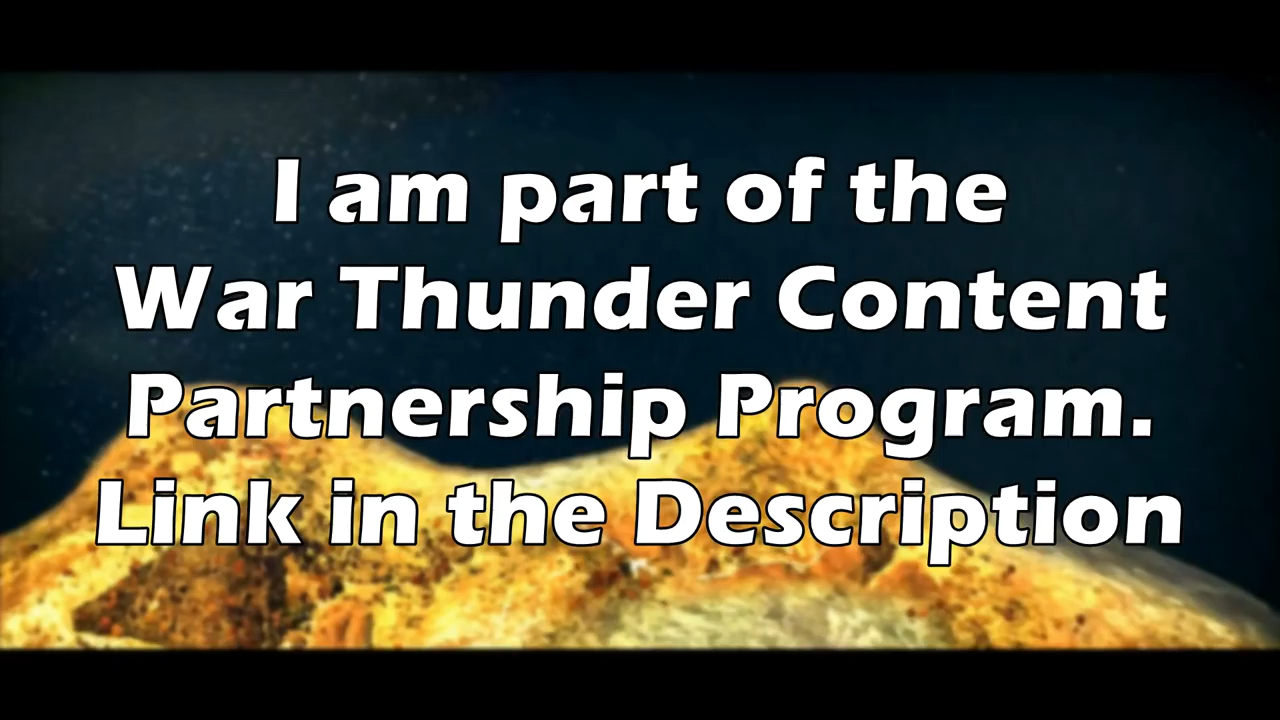 I am part of the
War Thunder Content
Partnership Program.
Link in the Description